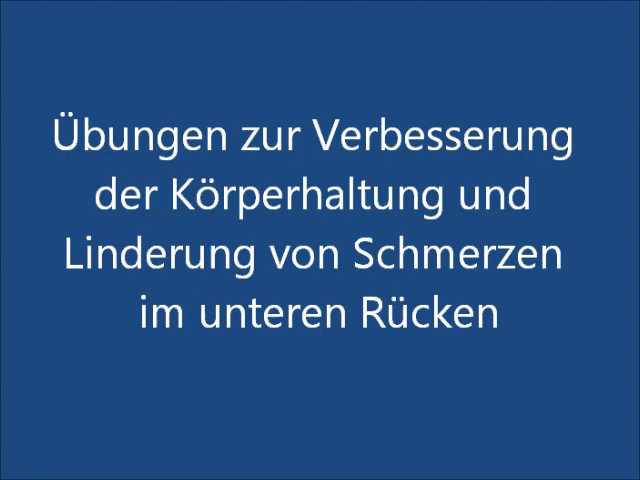 Übungen zur Verbesserung
der Körperhaltung und
Linderung von Schmerzen
im unteren Rücken